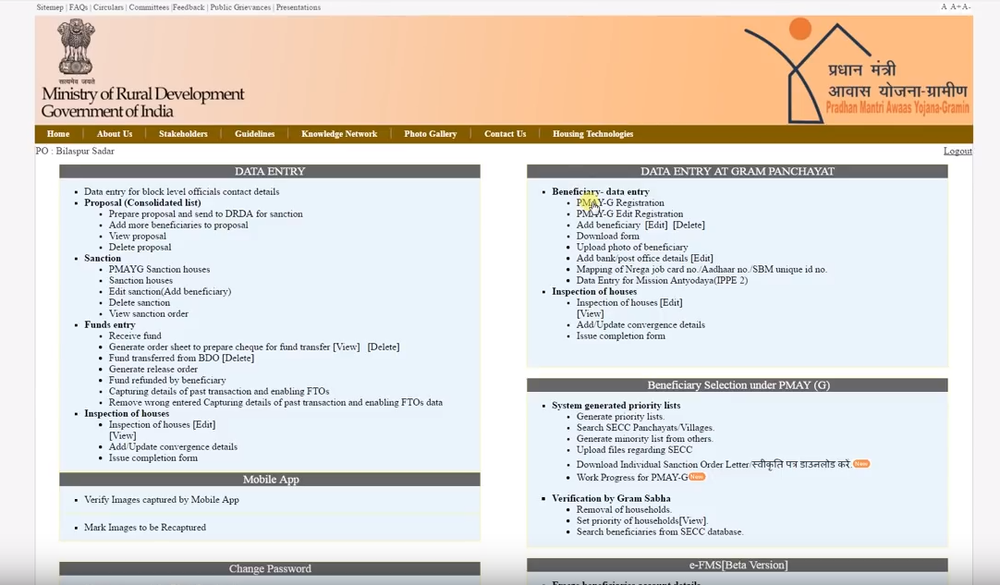 Sitemep | FAQs | Circulars | Committees |Feedback | Public Grievances | Presentations
A A+ A-
सत्यमेव जयते
Ministry of Rural Development
Government of India
प्रधान मंत्री
आवास योजना-ग्रामीण
Pradhan Mantri Awaas Yojana-Gramin
Home | About Us | Stakeholders | Guidelines | Knowledge Network | Photo Gallery | Contact Us | Housing Technologies
PO : Bilaspur Sadar
Logout
DATA ENTRY
Data entry for block level officials contact details
Proposal (Consolidated list)
Prepare proposal and send to DRDA for sanction
Add more beneficiaries to proposal
View proposal
Delete proposal
Sanction
PMAYG Sanction houses
Sanction houses
Edit sanction(Add beneficiary)
Delete sanction
View sanction order
Funds entry
Receive fund
Generate order sheet to prepare cheque for fund transfer [View] [Delete]
Fund transferred from BDO [Delete]
Generate release order
Fund refunded by beneficiary
Capturing details of past transaction and enabling FTOs
Remove wrong entered Capturing details of past transaction and enabling FTOs data
Inspection of houses
Inspection of houses [Edit]
[View]
Add/Update convergence details
Issue completion form
Mobile App
Verify Images captured by Mobile App
Mark Images to be Recaptured
Change Password
DATA ENTRY AT GRAM PANCHAYAT
Beneficiary- data entry
PMAY-G Registration
PMAY-G Edit Registration
Add beneficiary [Edit] [Delete]
Download form
Upload photo of beneficiary
Add bank/post office details [Edit]
Mapping of Nrega job card no./Aadhaar no./SBM unique id no.
Data Entry for Mission Antyodaya(IPPE 2)
Inspection of houses
Inspection of houses [Edit]
[View]
Add/Update convergence details
Issue completion form
Beneficiary Selection under PMAY (G)
System generated priority lists
Generate priority lists.
Search SECC Panchayats/Villages.
Generate minority list from others.
Upload files regarding SECC
Download Individual Sanction Order Letter/स्वीकृति पत्र डाउनलोड करें. New
Work Progress for PMAY-G New
Verification by Gram Sabha
Removal of households.
Set priority of households[View].
Search beneficiaries from SECC database.
e-FMS[Beta Version]
Freeze beneficiaries account details